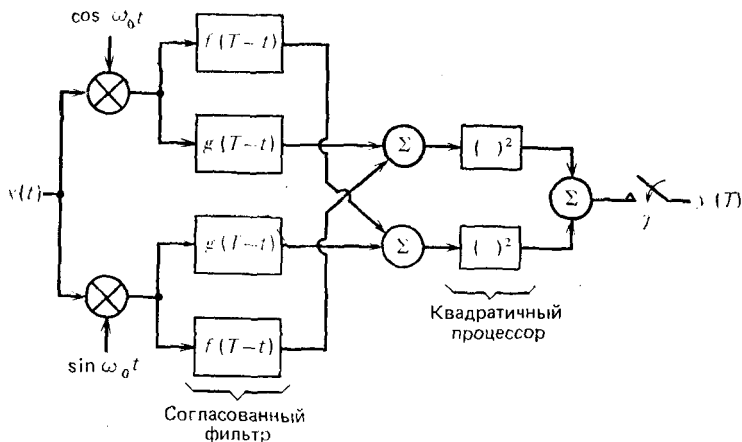 cos ω₀t
f(T−t)
g(T−t)
Σ
( )²
x(t)
Σ
(T)
g(T−t)
Σ
( )²
f(T−t)
sin ω₀t
Квадратичный
процессор
Согласованный
фильтр